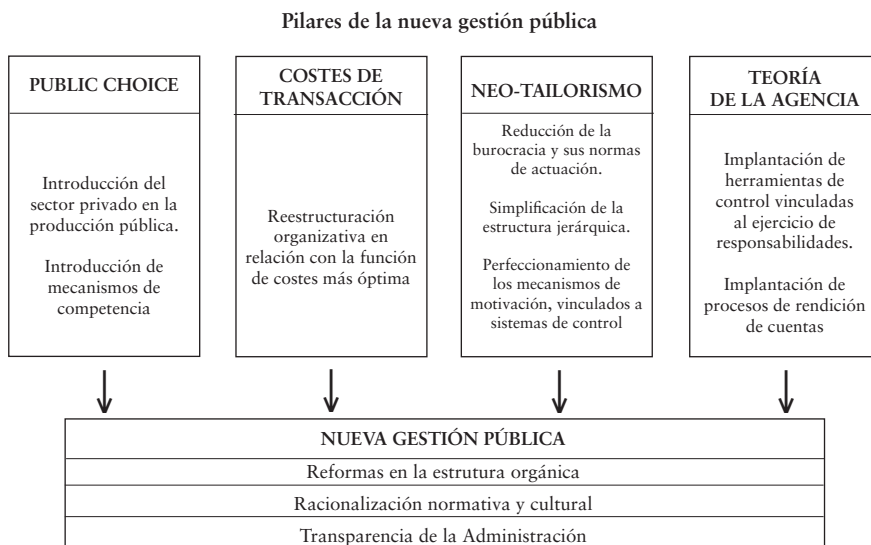 Pilares de la nueva gestión pública
PUBLIC CHOICE
Introducción del
sector privado en la
producción pública.
Introducción de
mecanismos de
competencia
COSTES DE
TRANSACCIÓN
Reestructuración
organizativa en
relación con la función
de costes más óptima
NEO-TAILORISMO
Reducción de la
burocracia y sus normas
de actuación.
Simplificación de la
estructura jerárquica.
Perfeccionamiento de
los mecanismos de
motivación, vinculados a
sistemas de control
TEORÍA
DE LA AGENCIA
Implantación de
herramientas de
control vinculadas
al ejercicio de
responsabilidades.
Implantación de
procesos de rendición
de cuentas
NUEVA GESTIÓN PÚBLICA
Reformas en la estrutura orgánica
Racionalización normativa y cultural
Transparencia de la Administración